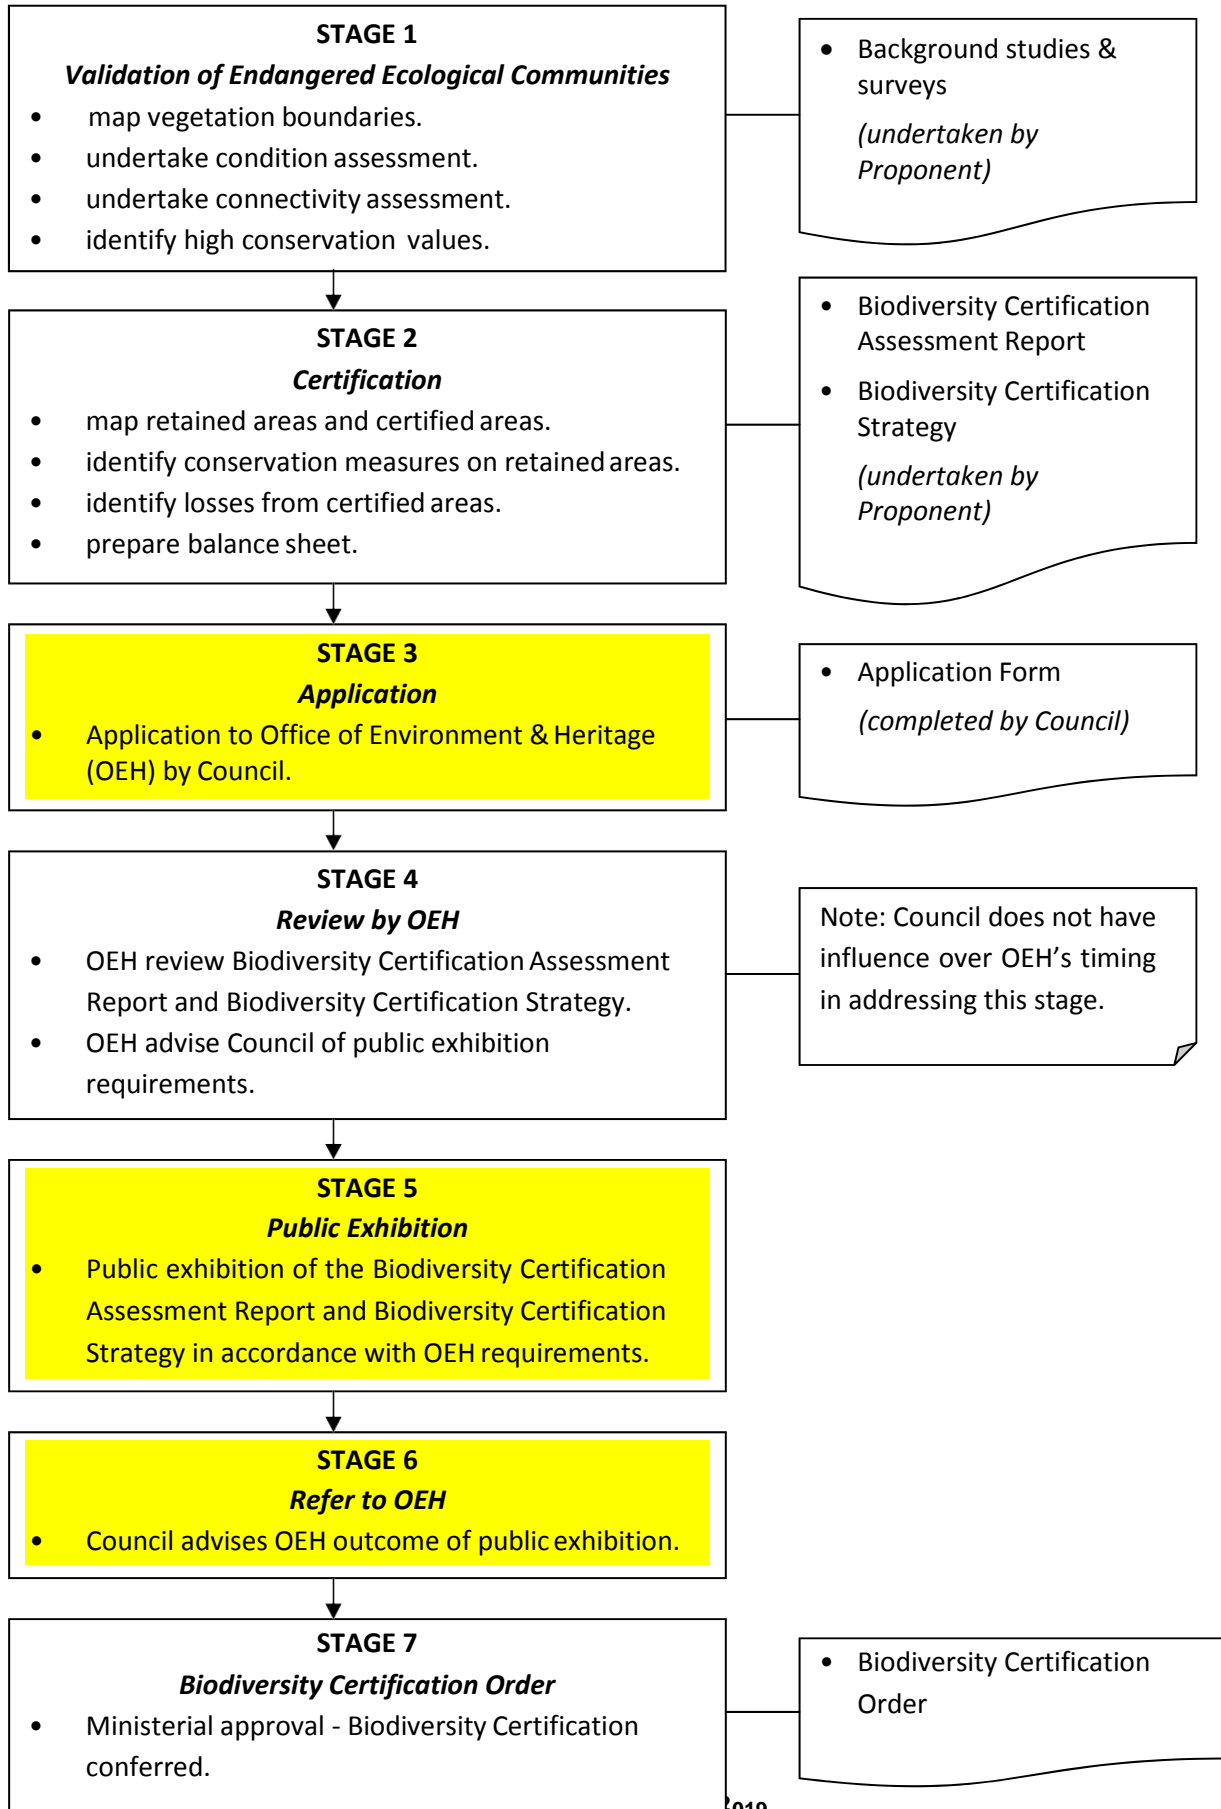 STAGE 1
Validation of Endangered Ecological Communities
• map vegetation boundaries.
• undertake condition assessment.
• undertake connectivity assessment.
• identify high conservation values.
• Background studies &
surveys
(undertaken by
Proponent)
STAGE 2
Certification
• map retained areas and certified areas.
• identify conservation measures on retained areas.
• identify losses from certified areas.
• prepare balance sheet.
• Biodiversity Certification
Assessment Report
• Biodiversity Certification
Strategy
(undertaken by
Proponent)
STAGE 3
Application
• Application to Office of Environment & Heritage
(OEH) by Council.
• Application Form
(completed by Council)
STAGE 4
Review by OEH
• OEH review Biodiversity Certification Assessment
Report and Biodiversity Certification Strategy.
• OEH advise Council of public exhibition
requirements.
Note: Council does not have
influence over OEH’s timing
in addressing this stage.
STAGE 5
Public Exhibition
• Public exhibition of the Biodiversity Certification
Assessment Report and Biodiversity Certification
Strategy in accordance with OEH requirements.
STAGE 6
Refer to OEH
• Council advises OEH outcome of public exhibition.
STAGE 7
Biodiversity Certification Order
• Ministerial approval - Biodiversity Certification
conferred.
• Biodiversity Certification
Order